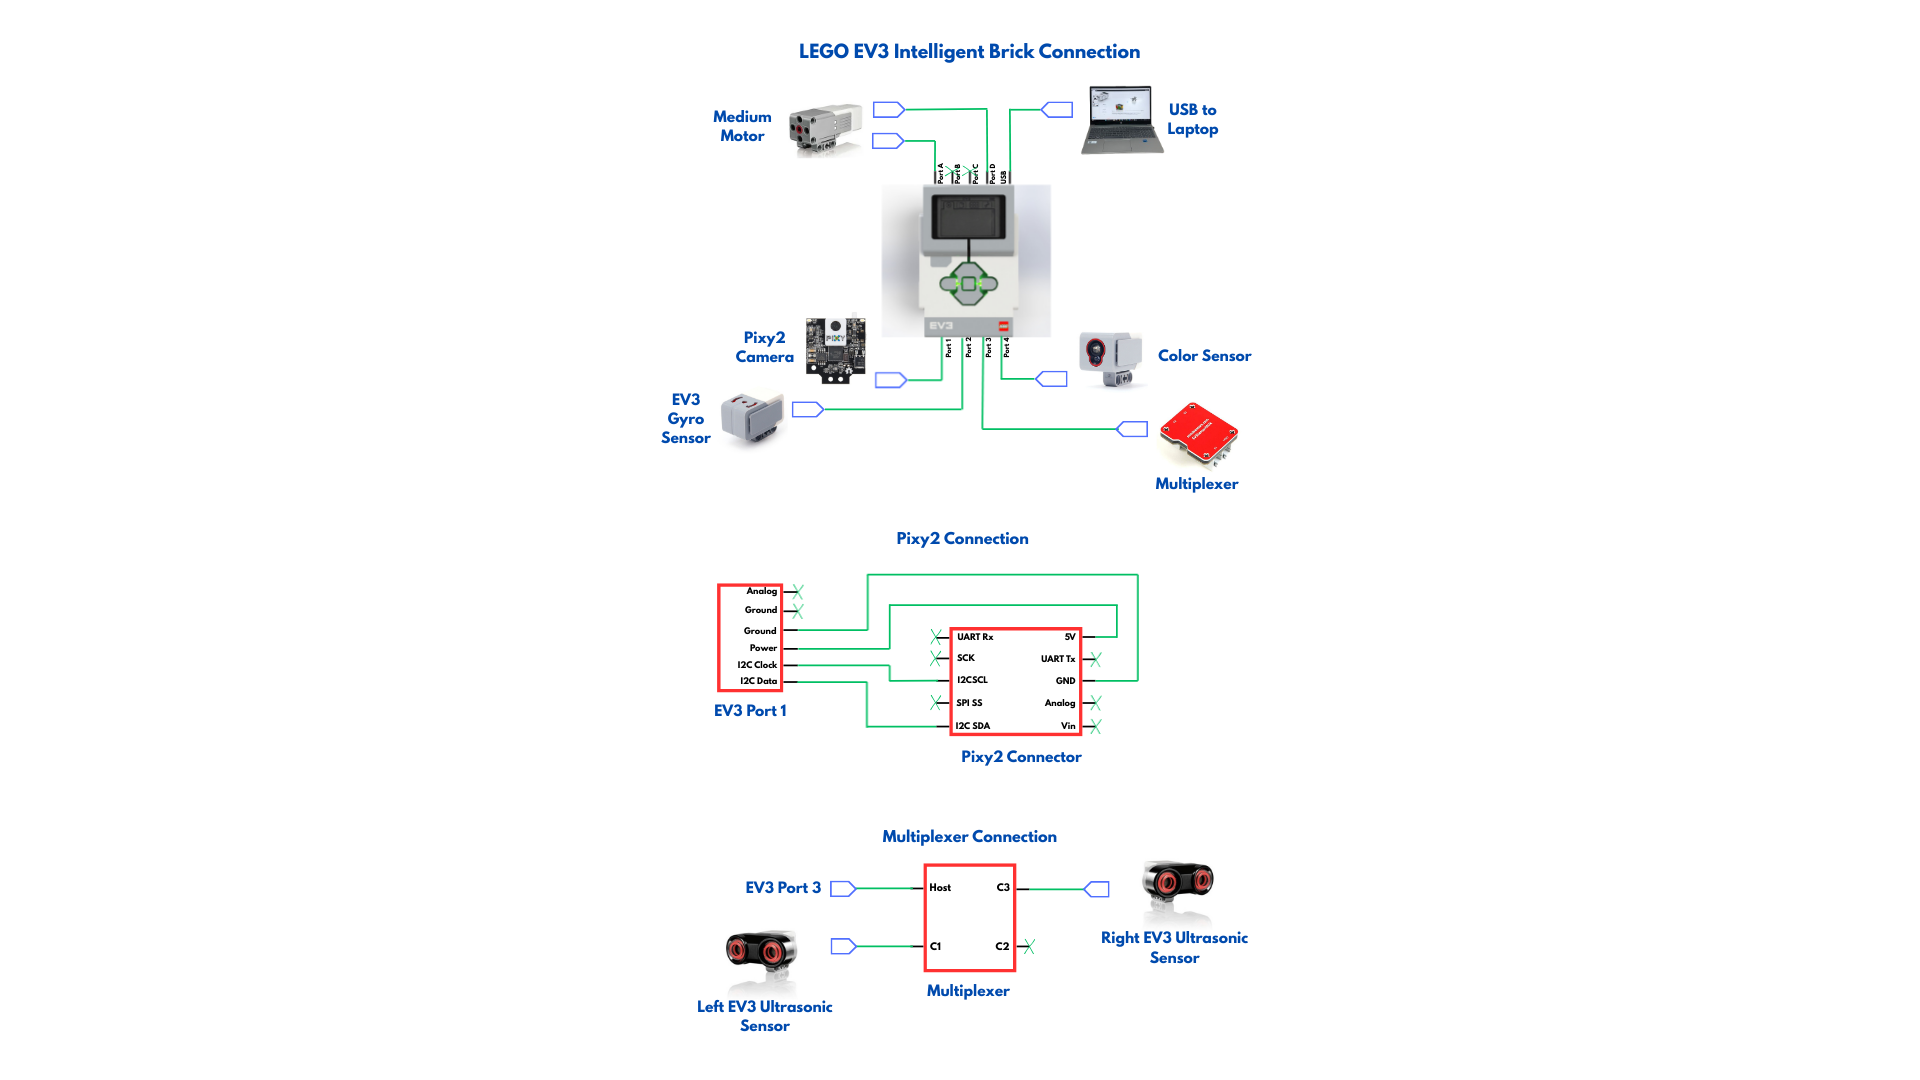 LEGO EV3 Intelligent Brick Connection
Medium
Motor
USB to
Laptop
Port A
Port B
Port C
Port D
USB
EV3
Pixy2
Camera
PIXY
Port 1
Port 2
Port 3
Port 4
Color Sensor
EV3
Gyro
Sensor
Multiplexer
Pixy2 Connection
Analog
Ground
Ground
Power
I2C Clock
I2C Data
EV3 Port 1
UART Rx
SCK
I2CSCL
SPI SS
I2C SDA
5V
UART Tx
GND
Analog
Vin
Pixy2 Connector
Multiplexer Connection
EV3 Port 3
Host
C1
C3
C2
Multiplexer
Right EV3 Ultrasonic
Sensor
Left EV3 Ultrasonic
Sensor